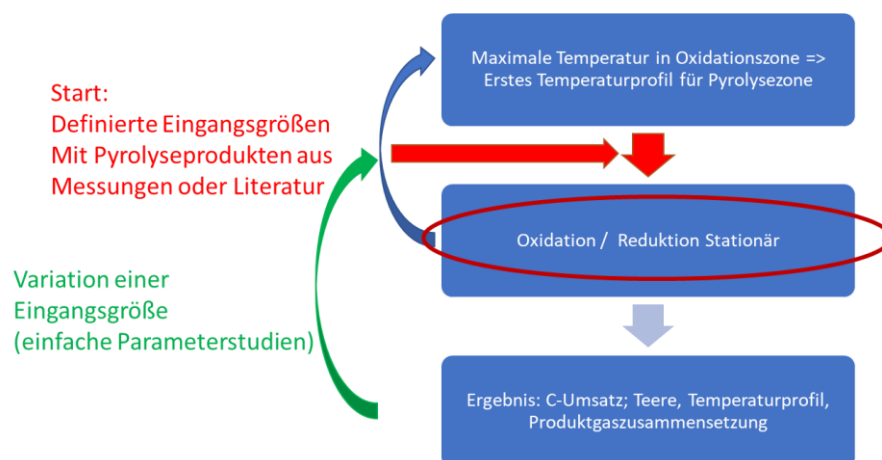 Maximale Temperatur in Oxidationszone =>
Erstes Temperaturprofil für Pyrolysezone
Start:
Definierte Eingangsgrößen
Mit Pyrolyseprodukten aus
Messungen oder Literatur
Oxidation / Reduktion Stationär
Variation einer
Eingangsgröße
(einfache Parameterstudien)
Ergebnis: C-Umsatz; Teere, Temperaturprofil,
Produktgaszusammensetzung